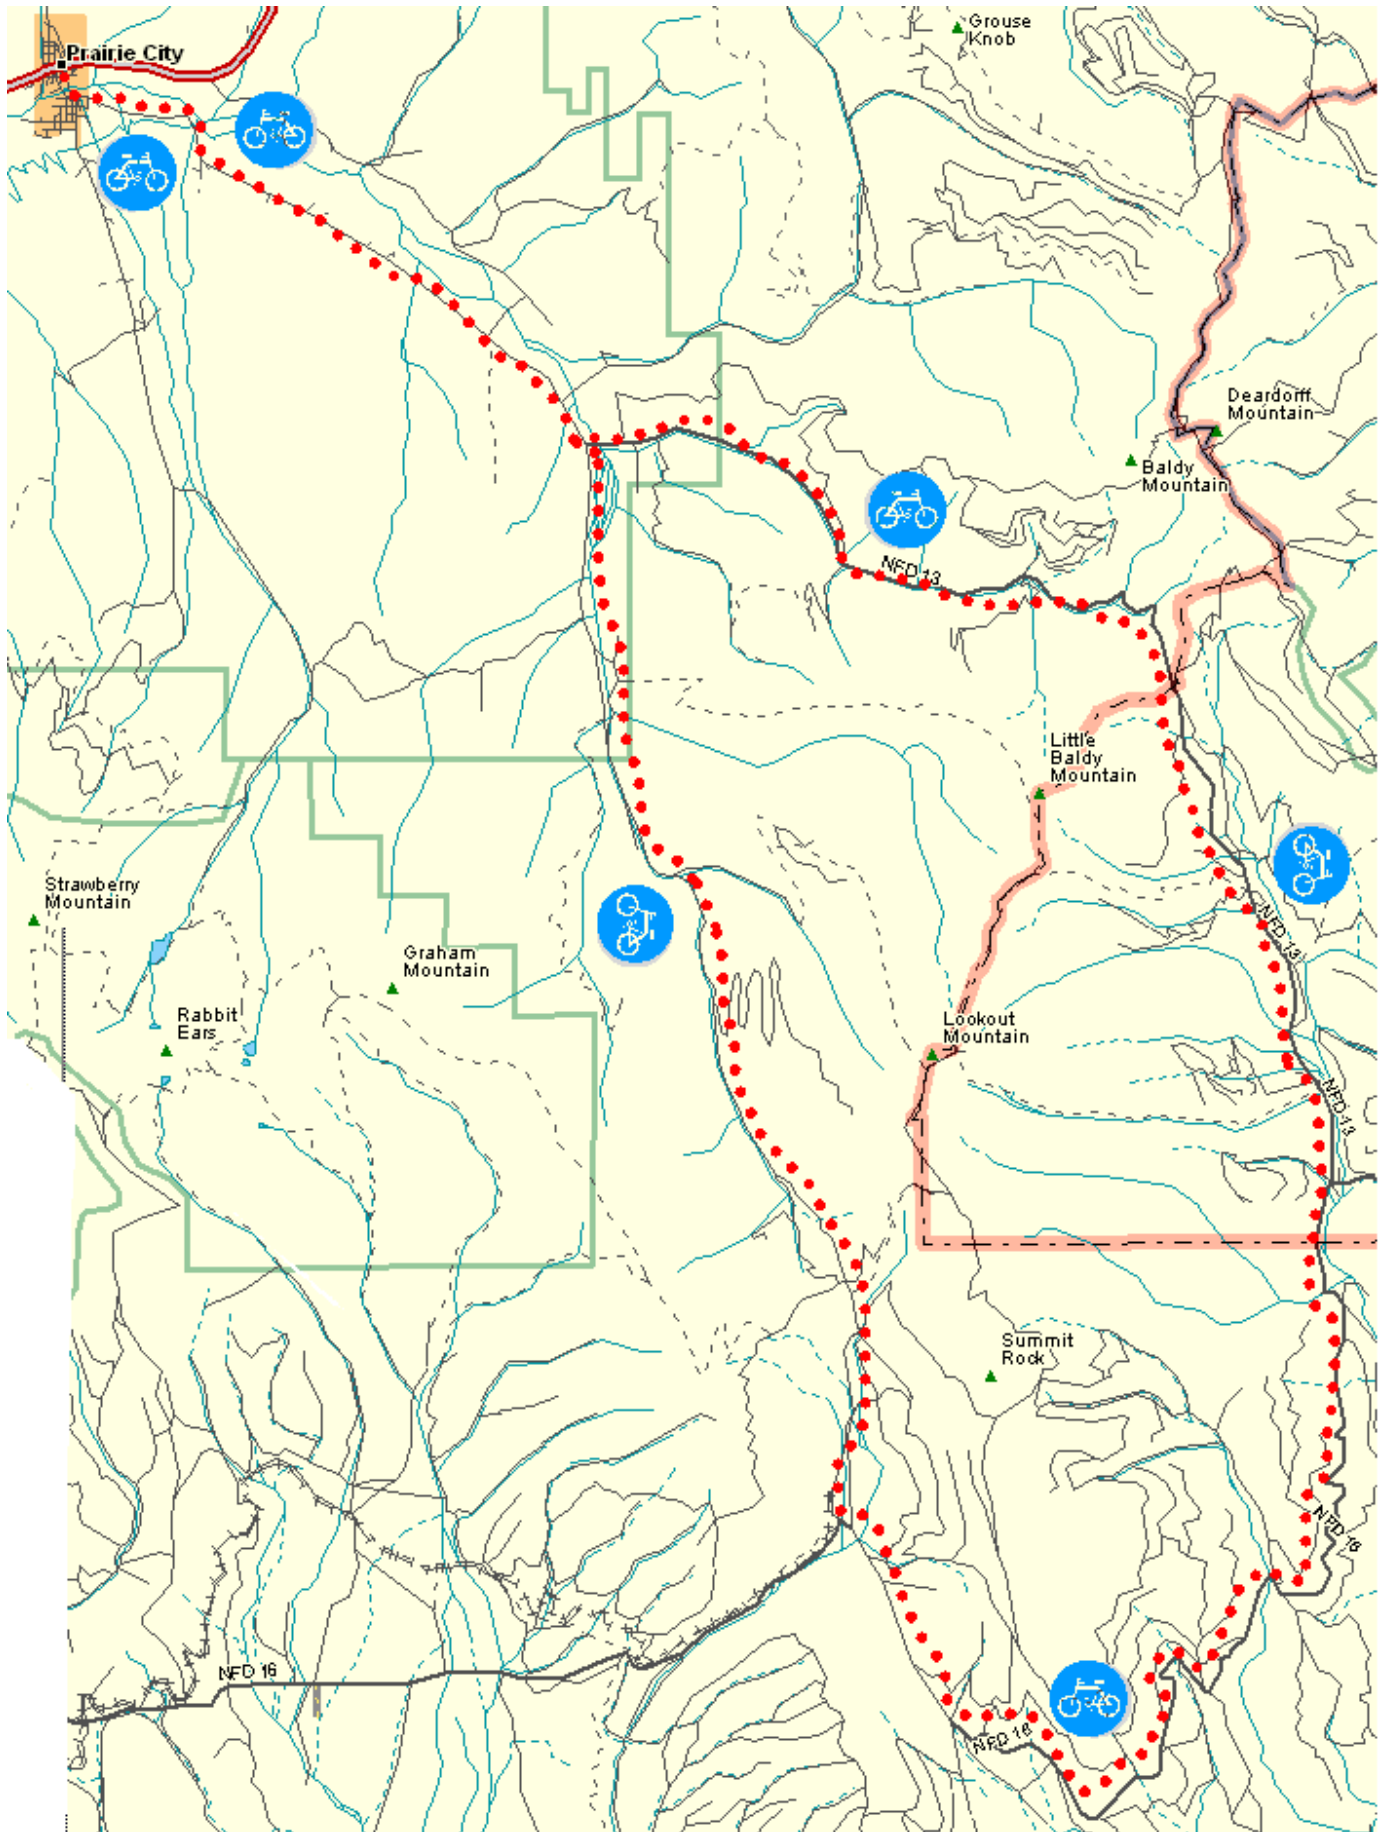 Grouse
Knob
Prairie City
Deardorff
Mountain
Baldy
Mountain
NFD 13
Little
Baldy
Mountain
Strawberry
Mountain
NFD 13
Graham
Mountain
Rabbit
Ears
Lookout
Mountain
NFD 13
Summit
Rock
NFD 16
NFD 16
NFD 16